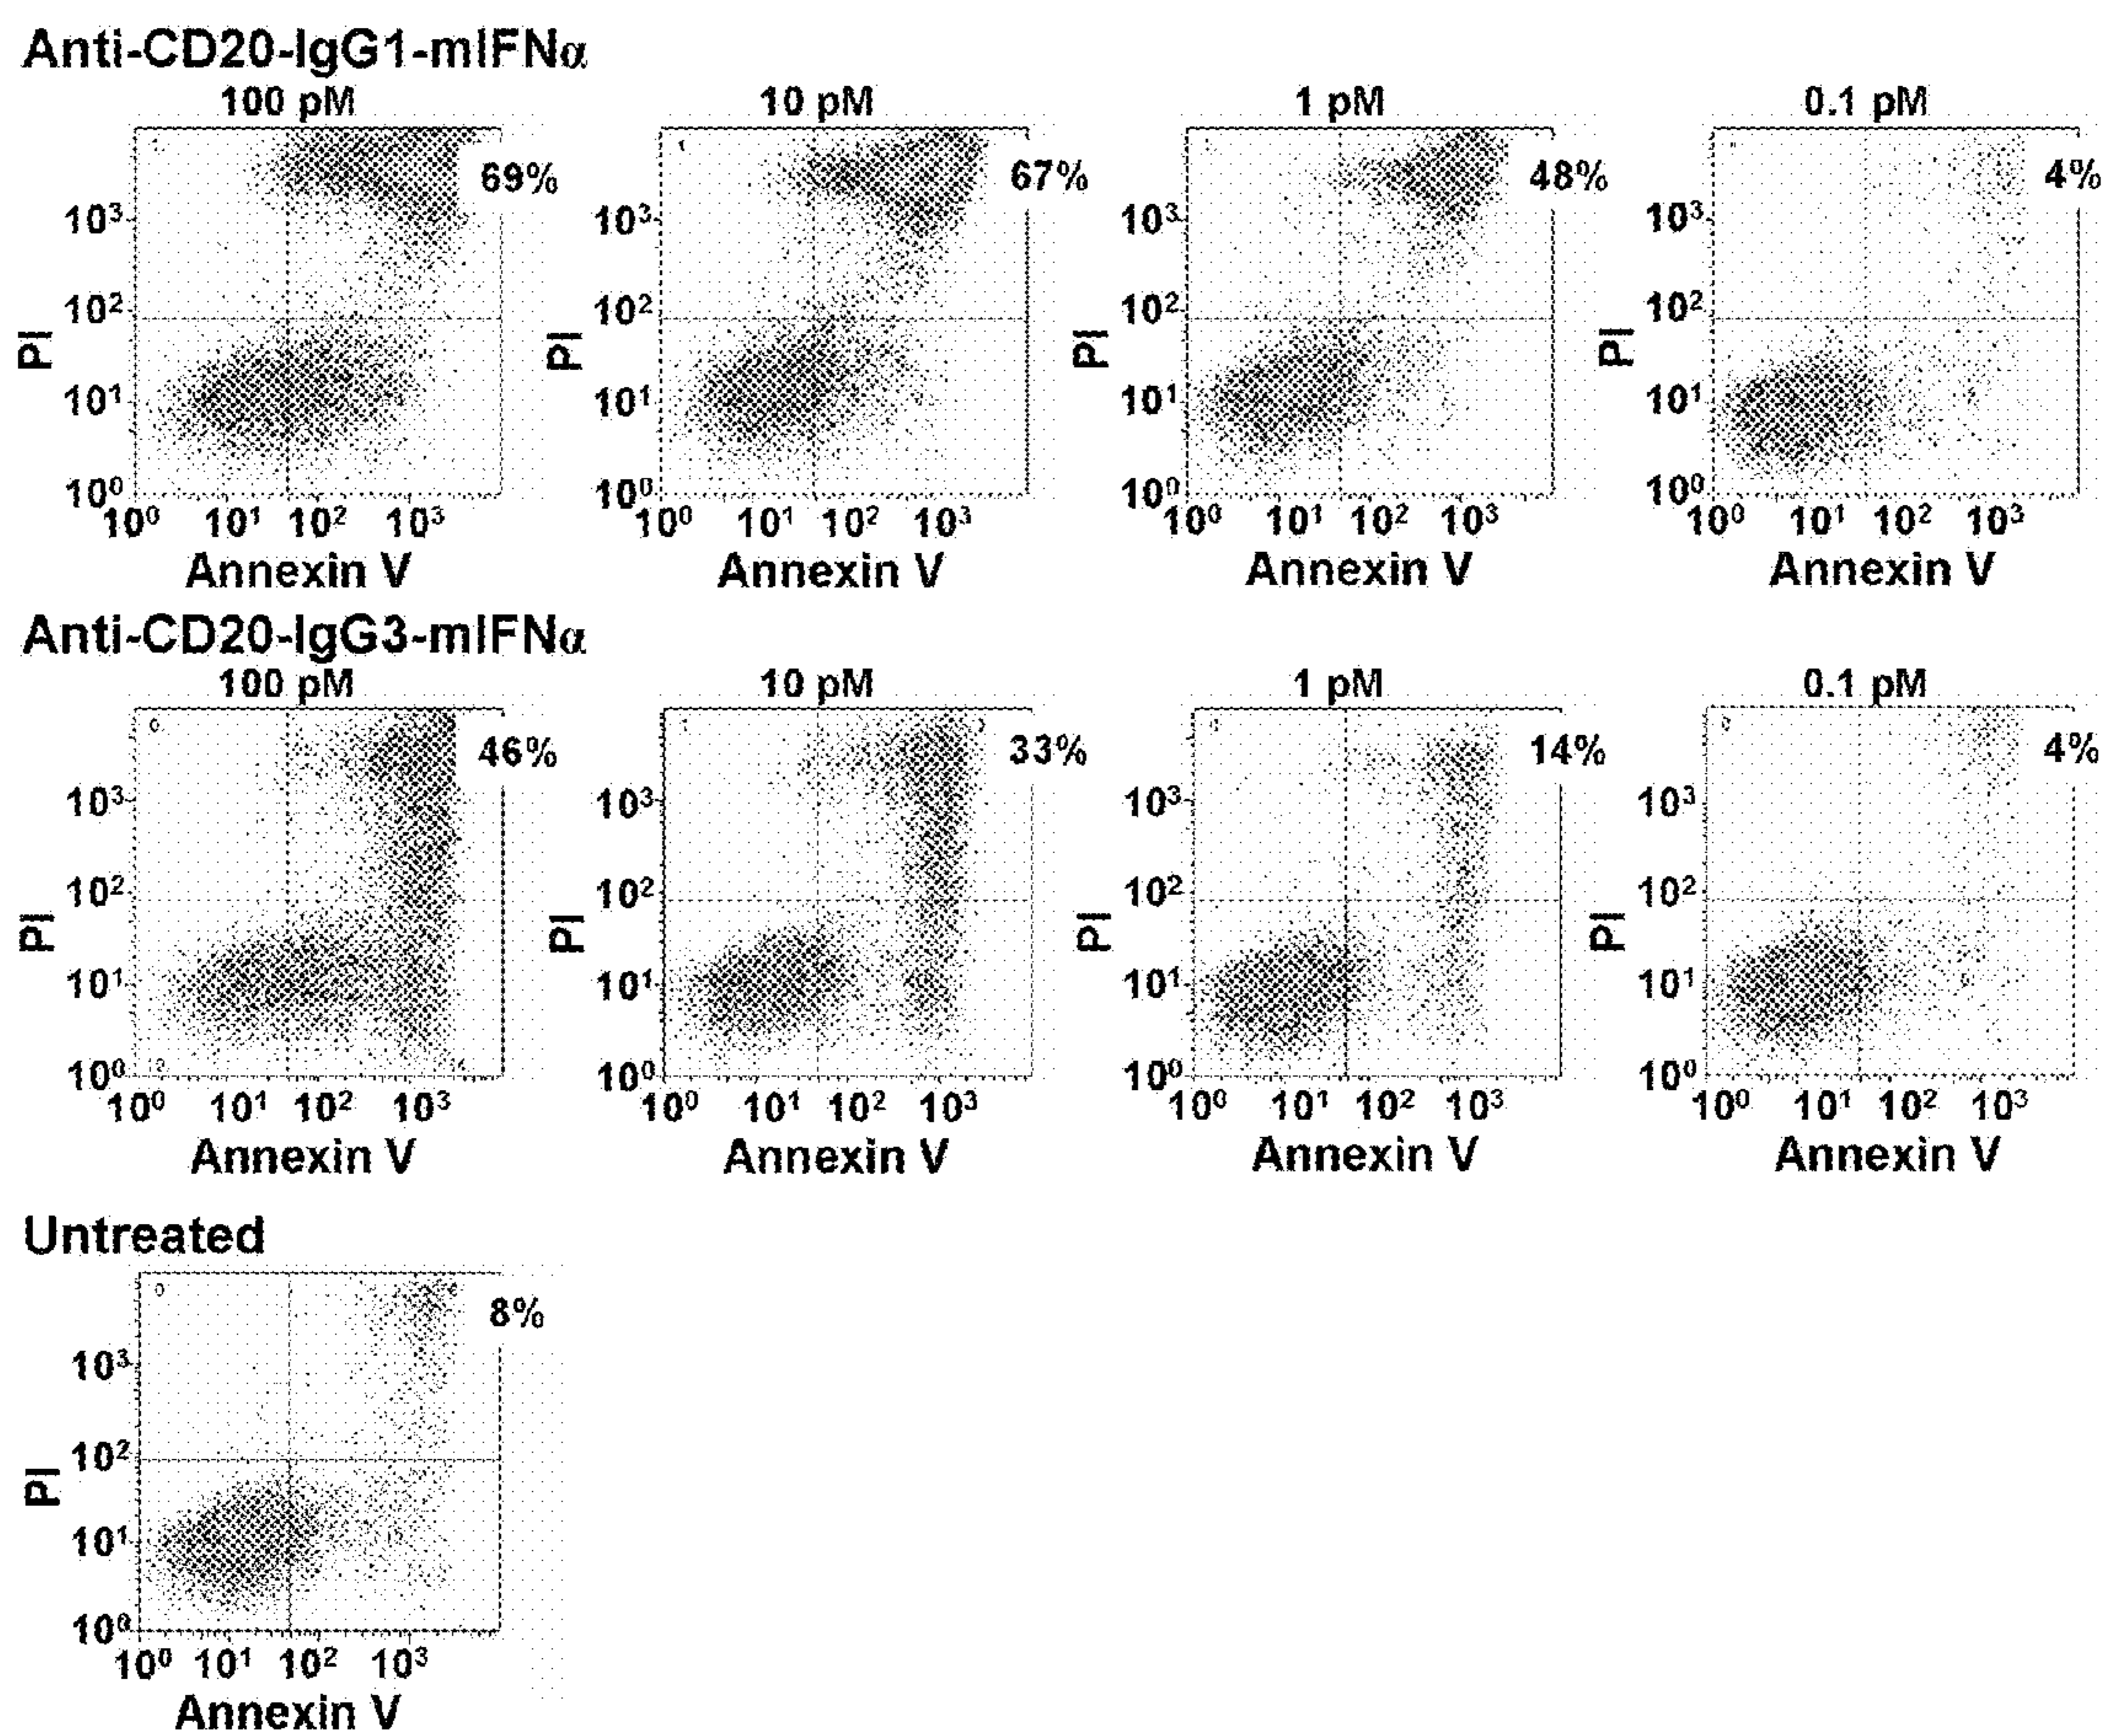 Anti-CD20-IgG1-mIFNα
100 pM 10 pM 1 pM 0.1 pM
69% 67% 48% 4%
10³ 10³ 10³ 10³
10² 10² 10² 10²
PI PI PI PI
10¹ 10¹ 10¹ 10¹
10⁰ 10⁰ 10⁰ 10⁰
10⁰ 10¹ 10² 10³ 10⁰ 10¹ 10² 10³ 10⁰ 10¹ 10² 10³ 10⁰ 10¹ 10² 10³
Annexin V Annexin V Annexin V Annexin V
Anti-CD20-IgG3-mIFNα
100 pM 10 pM 1 pM 0.1 pM
46% 33% 14% 4%
10³ 10³ 10³ 10³
10² 10² 10² 10²
PI PI PI PI
10¹ 10¹ 10¹ 10¹
10⁰ 10⁰ 10⁰ 10⁰
10⁰ 10¹ 10² 10³ 10⁰ 10¹ 10² 10³ 10⁰ 10¹ 10² 10³ 10⁰ 10¹ 10² 10³
Annexin V Annexin V Annexin V Annexin V
Untreated
8%
10³
10²
PI
10¹
10⁰
10⁰ 10¹ 10² 10³
Annexin V